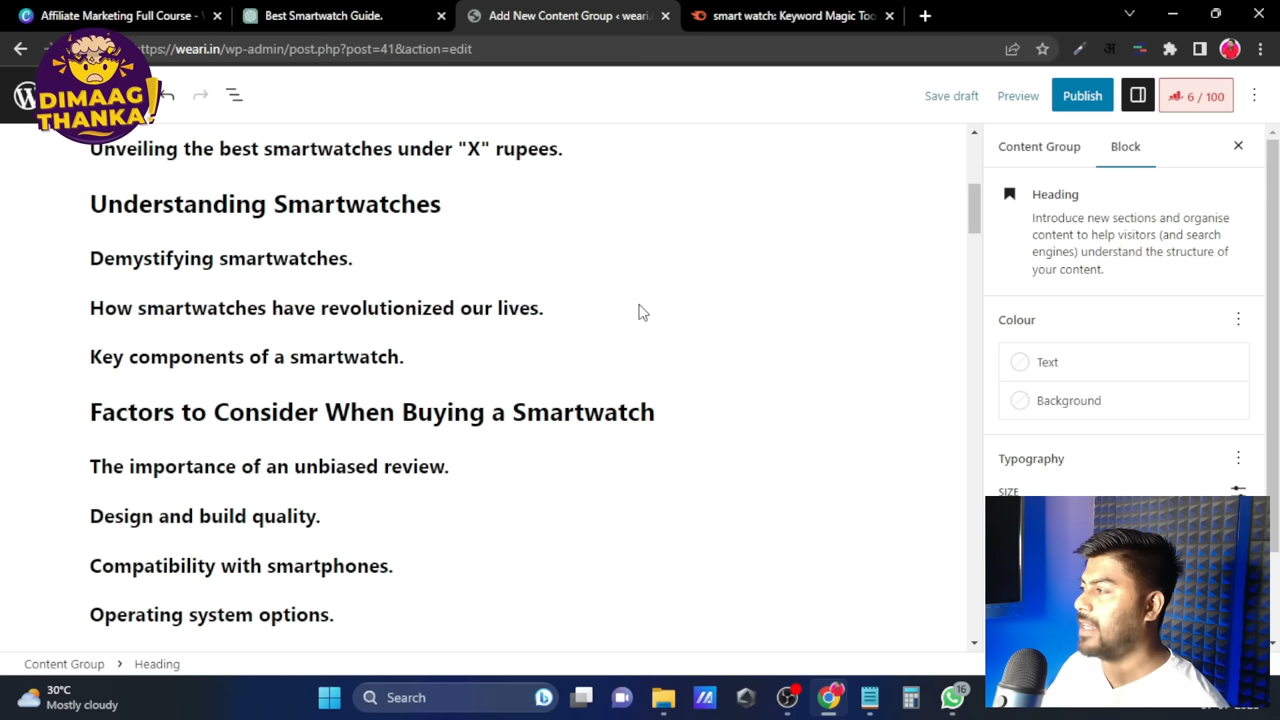 Affiliate Marketing Full Course -
Best Smartwatch Guide.
Add New Content Group ‹ weari.
smart watch: Keyword Magic Too
https://weari.in/wp-admin/post.php?post=41&action=edit
DIMAAG
THANKA!
Save draft
Preview
Publish
6 / 100
Unveiling the best smartwatches under "X" rupees.
Understanding Smartwatches
Demystifying smartwatches.
How smartwatches have revolutionized our lives.
Key components of a smartwatch.
Factors to Consider When Buying a Smartwatch
The importance of an unbiased review.
Design and build quality.
Compatibility with smartphones.
Operating system options.
Content Group
Block
Heading
Introduce new sections and organise
content to help visitors (and search
engines) understand the structure of
your content.
Colour
Text
Background
Typography
SIZE
Content Group › Heading
30°C
Mostly cloudy
Search
16